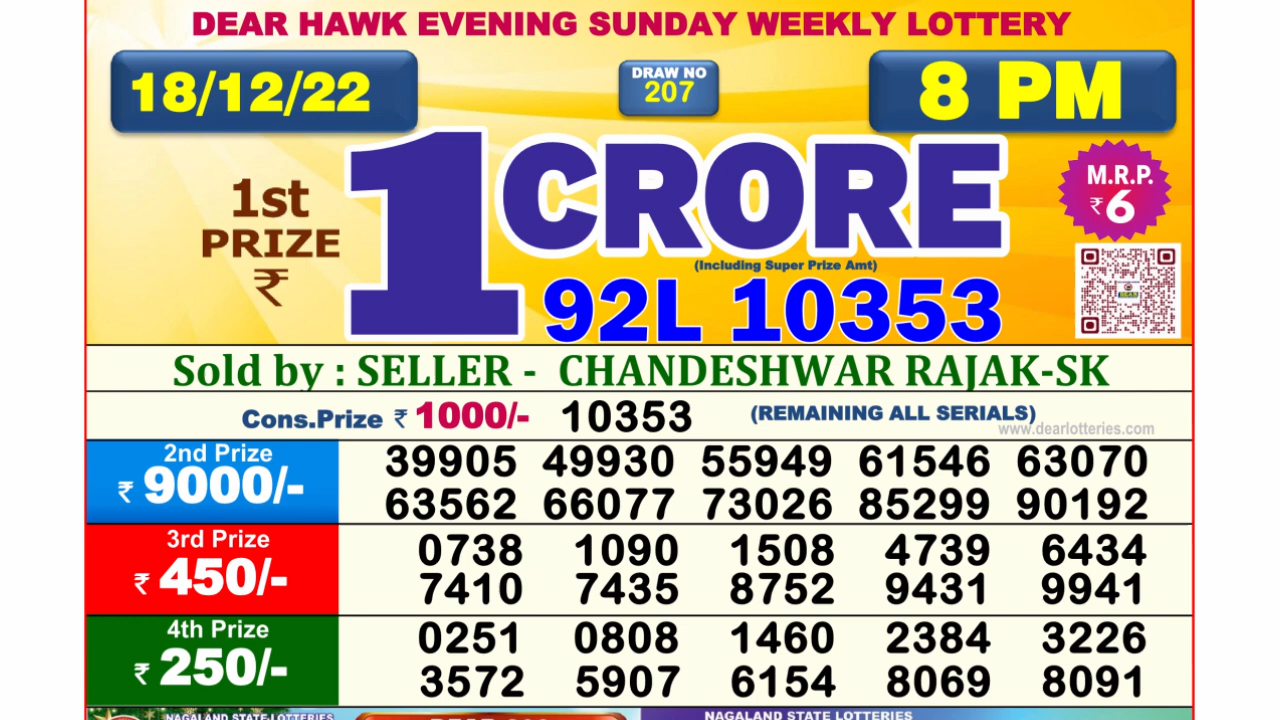 DEAR HAWK EVENING SUNDAY WEEKLY LOTTERY
18/12/22
DRAW NO
207
8 PM
1st
PRIZE
₹
1 CRORE
(Including Super Prize Amt)
92L 10353
M.R.P.
₹6
Sold by : SELLER - CHANDESHWAR RAJAK-SK
Cons.Prize ₹ 1000/- 10353 (REMAINING ALL SERIALS)
www.dearlotteries.com
2nd Prize
₹ 9000/-
39905 49930 55949 61546 63070
63562 66077 73026 85299 90192
3rd Prize
₹ 450/-
0738 1090 1508 4739 6434
7410 7435 8752 9431 9941
4th Prize
₹ 250/-
0251 0808 1460 2384 3226
3572 5907 6154 8069 8091
NAGALAND STATE LOTTERIES
NAGALAND STATE LOTTERIES